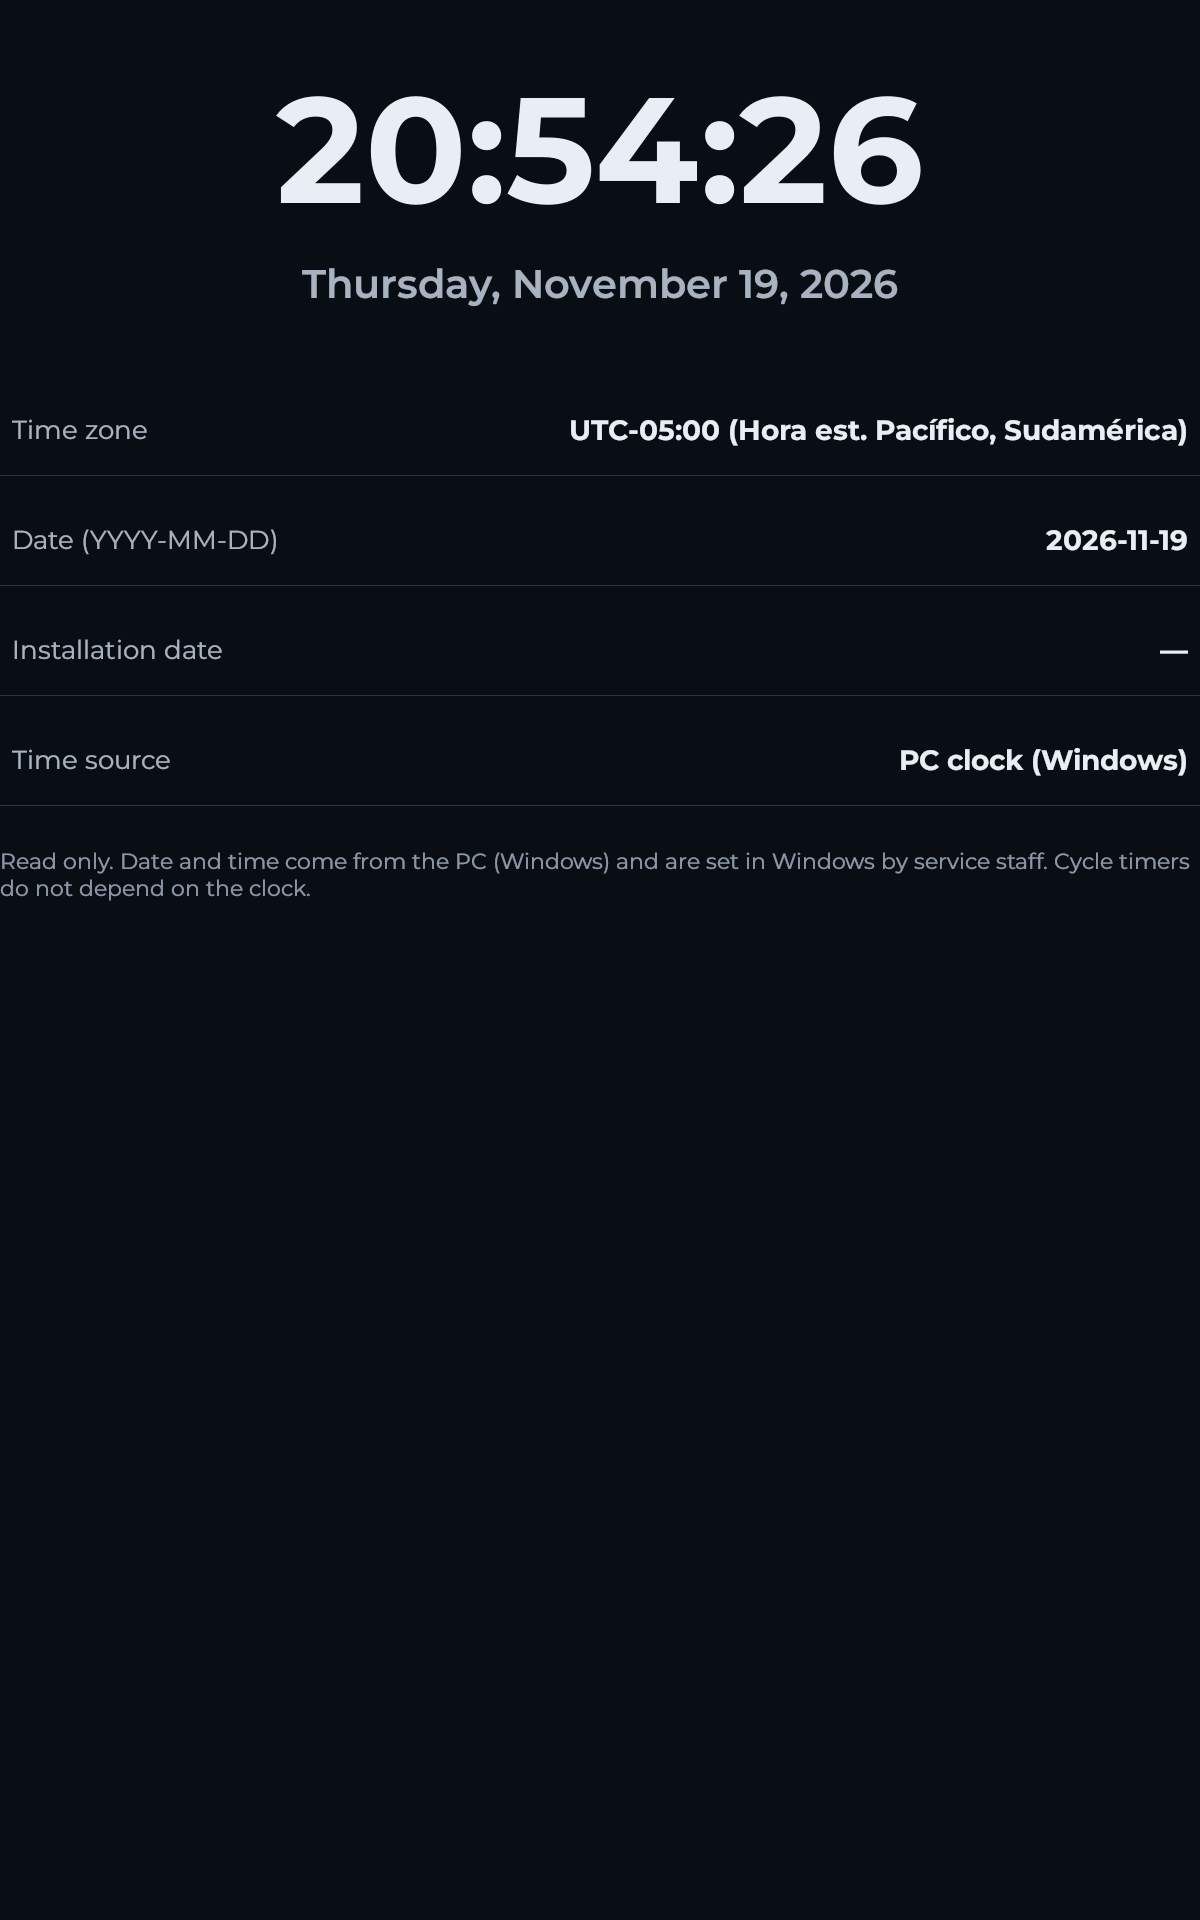 20:54:26
Thursday, November 19, 2026
Time zone
UTC-05:00 (Hora est. Pacífico, Sudamérica)
Date (YYYY-MM-DD)
2026-11-19
Installation date
—
Time source
PC clock (Windows)
Read only. Date and time come from the PC (Windows) and are set in Windows by service staff. Cycle timers
do not depend on the clock.